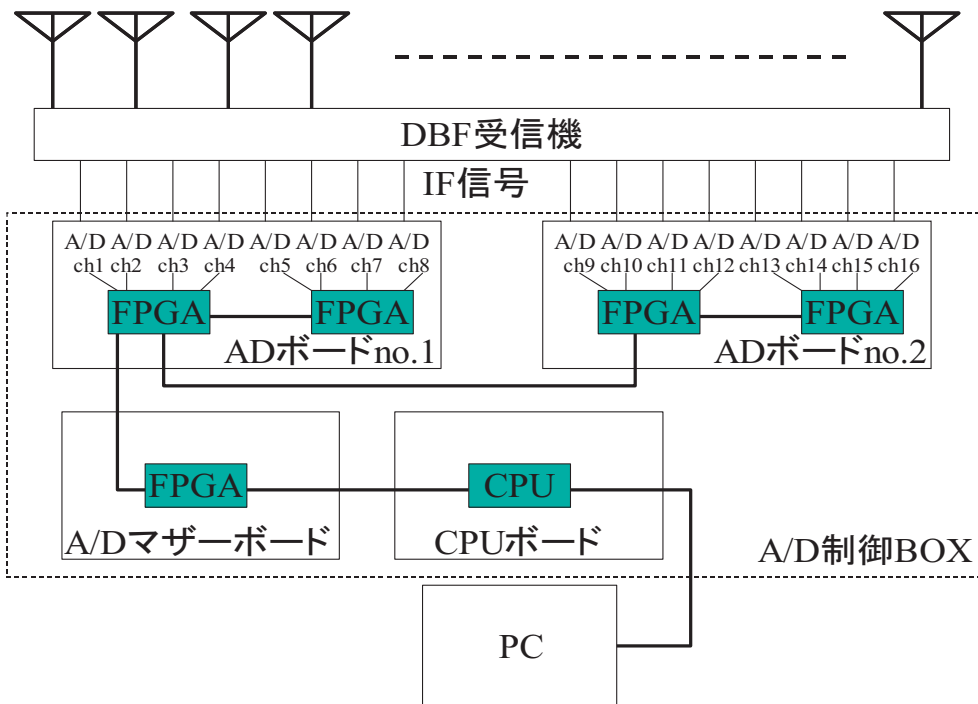 DBF受信機
IF信号
A/D A/D A/D A/D A/D A/D A/D A/D
ch1 ch2 ch3 ch4 ch5 ch6 ch7 ch8
FPGA FPGA
ADボードno.1
A/D A/D A/D A/D A/D A/D A/D A/D
ch9 ch10 ch11 ch12 ch13 ch14 ch15 ch16
FPGA FPGA
ADボードno.2
FPGA
A/Dマザーボード
CPU
CPUボード
A/D制御BOX
PC